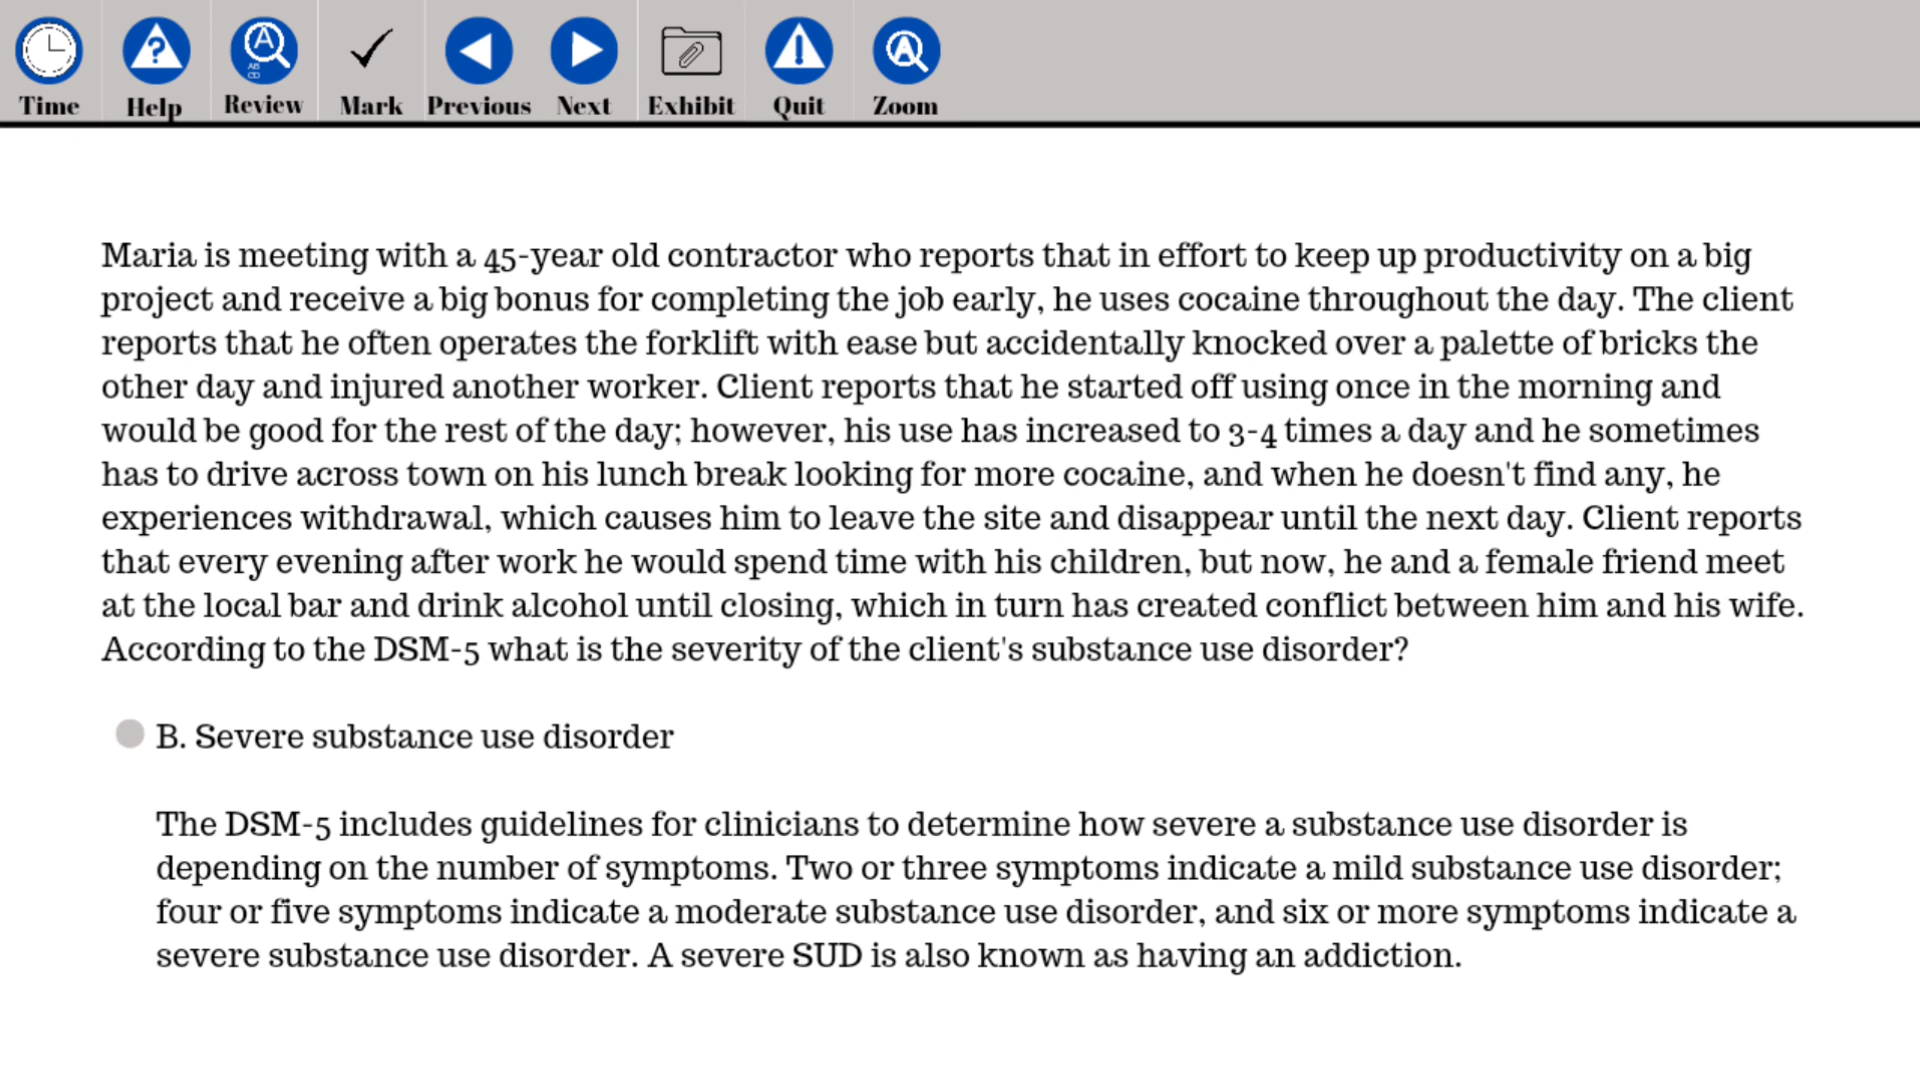 Time Help Review Mark Previous Next Exhibit Quit Zoom
Maria is meeting with a 45-year old contractor who reports that in effort to keep up productivity on a big
project and receive a big bonus for completing the job early, he uses cocaine throughout the day. The client
reports that he often operates the forklift with ease but accidentally knocked over a palette of bricks the
other day and injured another worker. Client reports that he started off using once in the morning and
would be good for the rest of the day; however, his use has increased to 3-4 times a day and he sometimes
has to drive across town on his lunch break looking for more cocaine, and when he doesn't find any, he
experiences withdrawal, which causes him to leave the site and disappear until the next day. Client reports
that every evening after work he would spend time with his children, but now, he and a female friend meet
at the local bar and drink alcohol until closing, which in turn has created conflict between him and his wife.
According to the DSM-5 what is the severity of the client's substance use disorder?
B. Severe substance use disorder
The DSM-5 includes guidelines for clinicians to determine how severe a substance use disorder is
depending on the number of symptoms. Two or three symptoms indicate a mild substance use disorder;
four or five symptoms indicate a moderate substance use disorder, and six or more symptoms indicate a
severe substance use disorder. A severe SUD is also known as having an addiction.